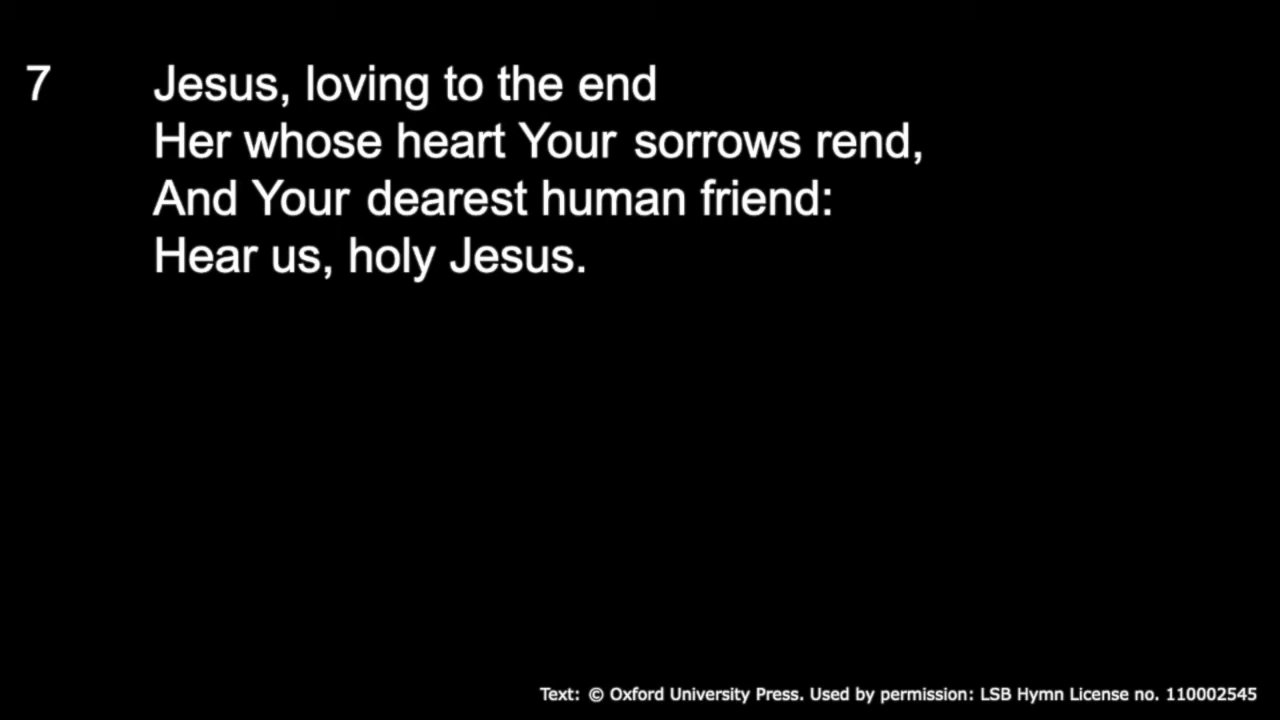 7 Jesus, loving to the end
Her whose heart Your sorrows rend,
And Your dearest human friend:
Hear us, holy Jesus.
Text: © Oxford University Press. Used by permission: LSB Hymn License no. 110002545